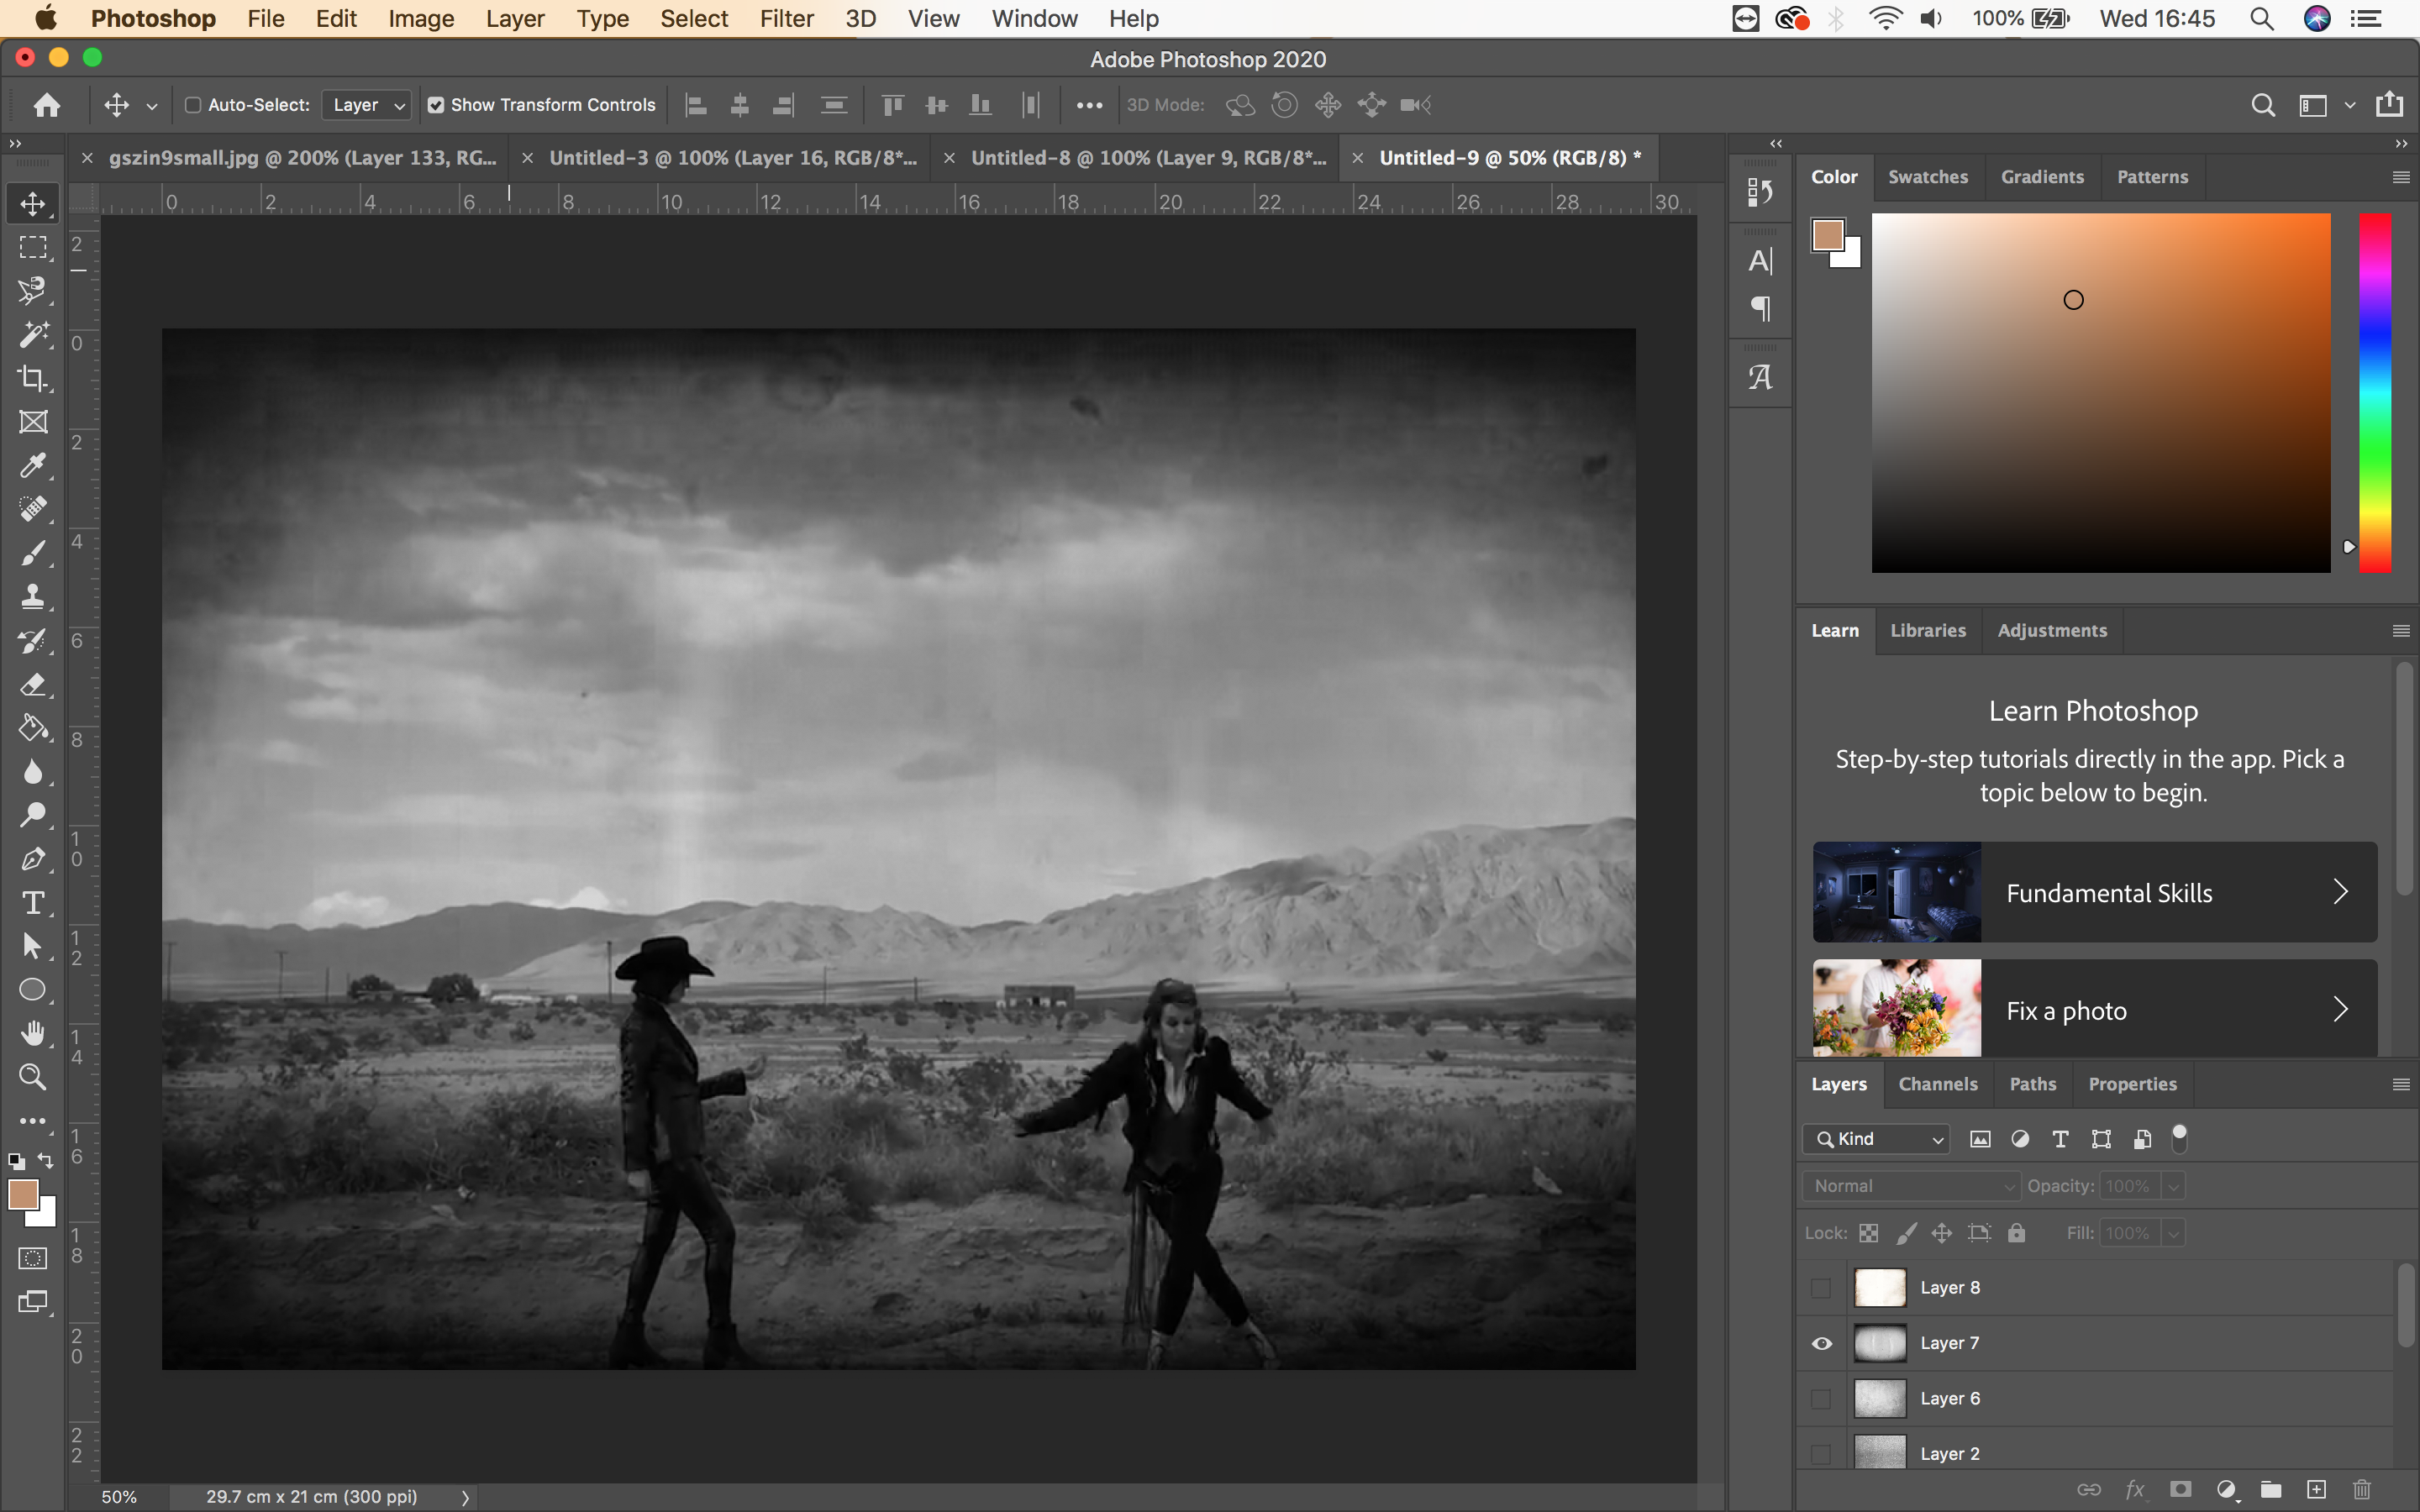 Photoshop File Edit Image Layer Type Select Filter 3D View Window Help 100% Wed 16:45
Adobe Photoshop 2020
Auto-Select: Layer Show Transform Controls 3D Mode:
gszin9small.jpg @ 200% (Layer 133, RG... Untitled-3 @ 100% (Layer 16, RGB/8*... Untitled-8 @ 100% (Layer 9, RGB/8*... Untitled-9 @ 50% (RGB/8) *
0 2 4 6 8 10 12 14 16 18 20 22 24 26 28 30
2
0
2
4
6
8
10
12
14
16
18
20
22
Color Swatches Gradients Patterns
Learn Libraries Adjustments
Learn Photoshop
Step-by-step tutorials directly in the app. Pick a
topic below to begin.
Fundamental Skills
Fix a photo
Layers Channels Paths Properties
Kind
Normal Opacity: 100%
Lock: Fill: 100%
Layer 8
Layer 7
Layer 6
Layer 2
fx
50% 29.7 cm x 21 cm (300 ppi)